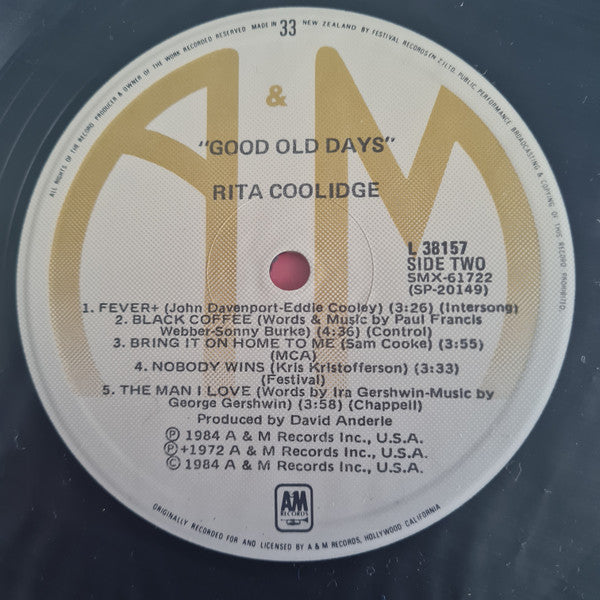 ALL RIGHTS OF THE RECORD PRODUCER & OWNER OF THE WORK RECORDED RESERVED MADE IN 33 NEW ZEALAND BY FESTIVAL RECORDS (N Z) LTD. PUBLIC PERFORMANCE BROADCASTING & COPYING OF THIS RECORD PROHIBITED
A & M
"GOOD OLD DAYS"
RITA COOLIDGE
L 38157
SIDE TWO
SMX-61722
(SP-20149)
1. FEVER+ (John Davenport-Eddie Cooley) (3:26) (Intersong)
2. BLACK COFFEE (Words & Music by Paul Francis
Webber-Sonny Burke) (4:36) (Control)
3. BRING IT ON HOME TO ME (Sam Cooke) (3:55)
(MCA)
4. NOBODY WINS (Kris Kristofferson) (3:33)
(Festival)
5. THE MAN I LOVE (Words by Ira Gershwin-Music by
George Gershwin) (3:58) (Chappell)
Produced by David Anderle
℗ 1984 A & M Records Inc., U.S.A.
℗+1972 A & M Records Inc., U.S.A.
© 1984 A & M Records Inc., U.S.A.
AM
RECORDS
ORIGINALLY RECORDED FOR AND LICENSED BY A & M RECORDS, HOLLYWOOD CALIFORNIA